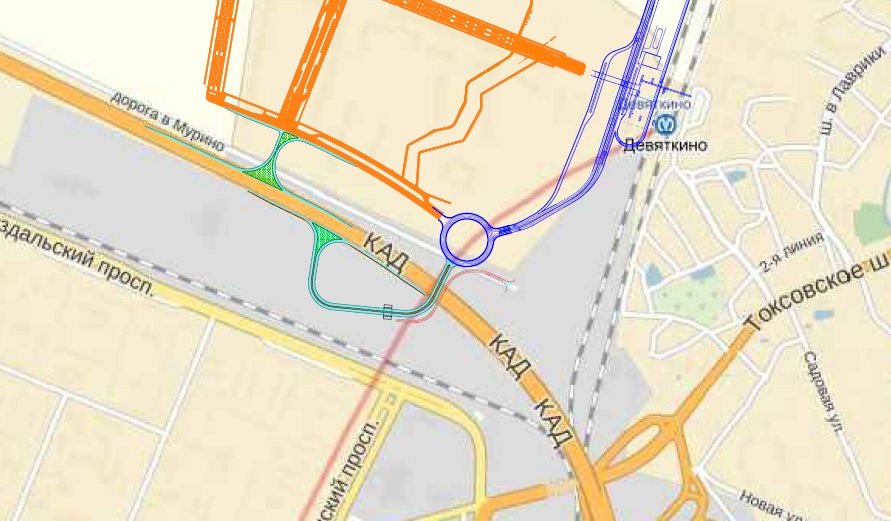 дорога в Мурино
Девяткино
Девяткино
ш. в Лаврики
здальский просп.
КАД
2-я линия
Токсовское ш
КАД
КАД
Садовая ул.
ский просп.
Новая ул